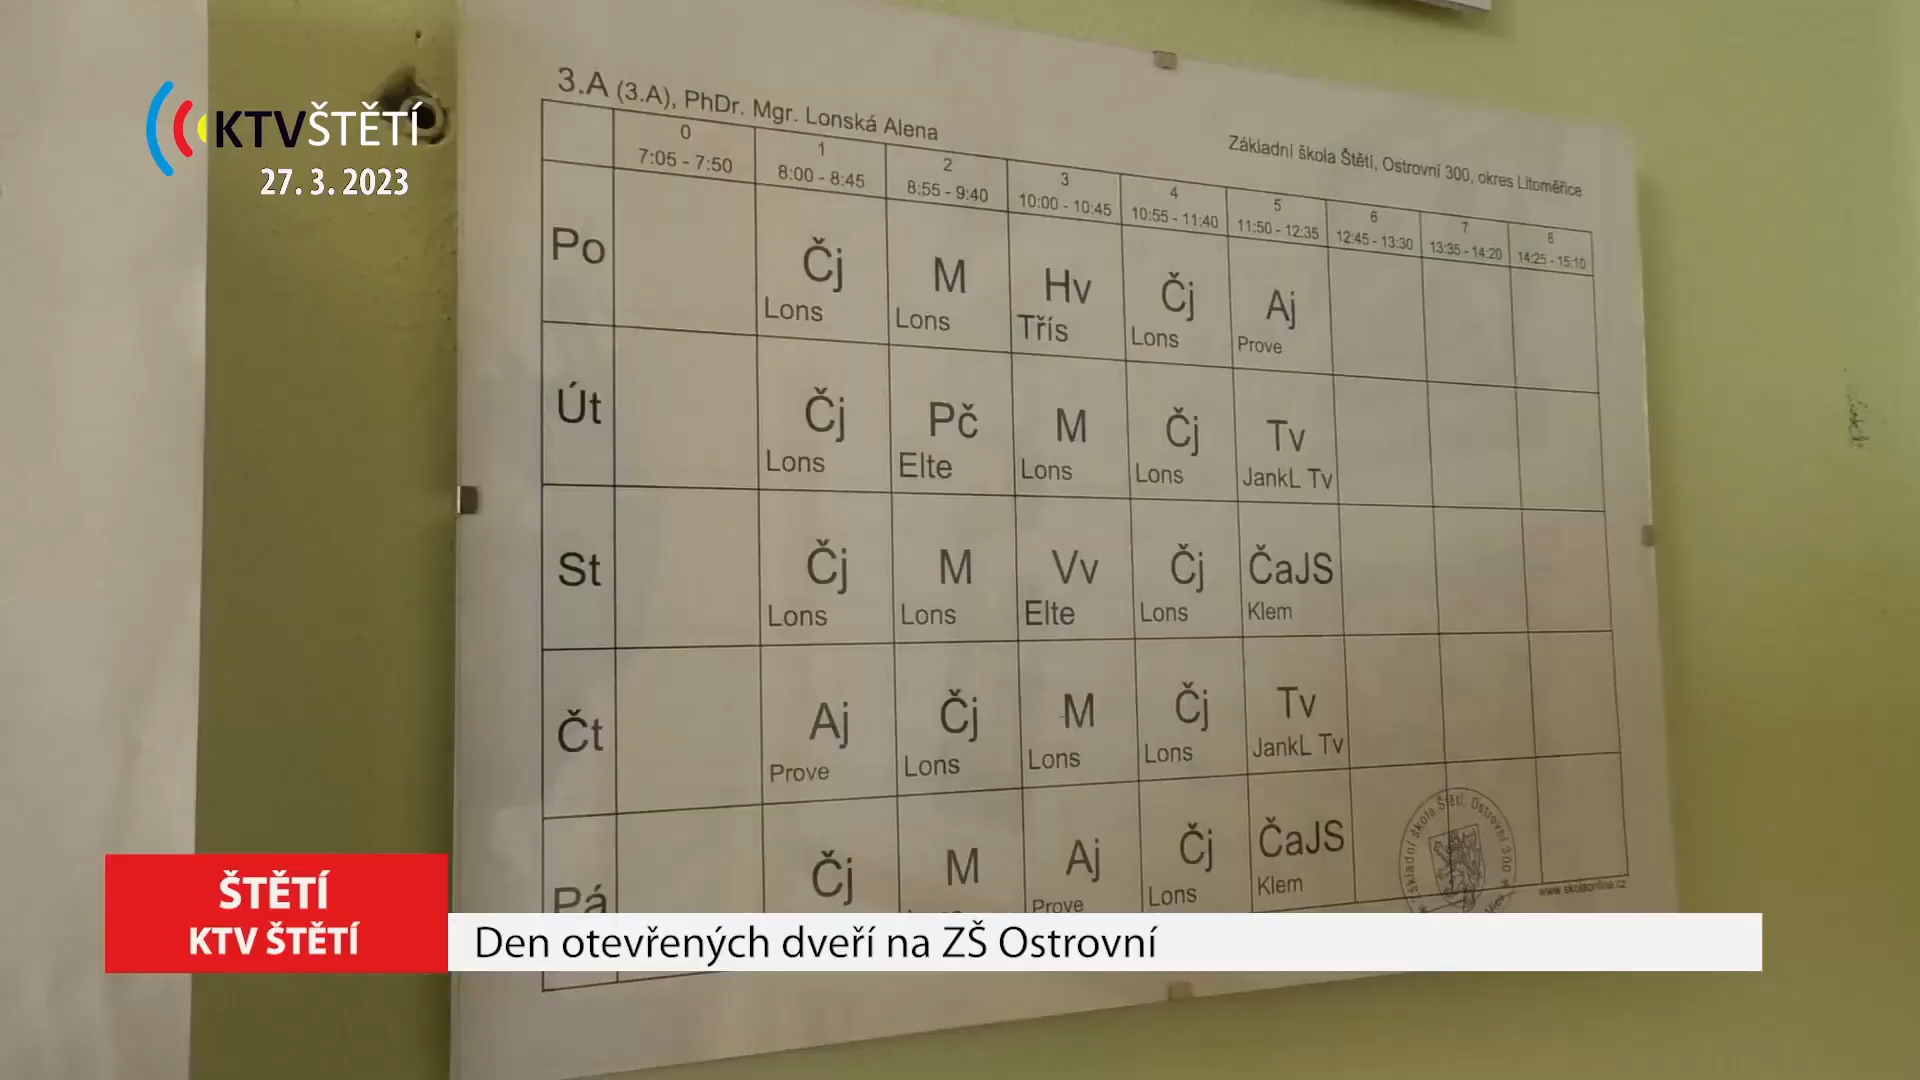 KTVŠTĚTÍ
27. 3. 2023
3.A (3.A), PhDr. Mgr. Lonská Alena
Základní škola Štětí, Ostrovní 300, okres Litoměřice
0 1 2 3 4 5 6 7 8
7:05 - 7:50 8:00 - 8:45 8:55 - 9:40 10:00 - 10:45 10:55 - 11:40 11:50 - 12:35 12:45 - 13:30 13:35 - 14:20 14:25 - 15:10
Po Čj M Hv Čj Aj
Lons Lons Třís Lons Prove
Út Čj Pč M Čj Tv
Lons Elte Lons Lons JankL Tv
St Čj M Vv Čj ČaJS
Lons Lons Elte Lons Klem
Čt Aj Čj M Čj Tv
Prove Lons Lons Lons JankL Tv
Pá Čj M Aj Čj ČaJS
Prove Lons Klem
škola Štětí, Ostrovní 300
www.skolaonline.cz
ŠTĚTÍ
KTV ŠTĚTÍ
Den otevřených dveří na ZŠ Ostrovní